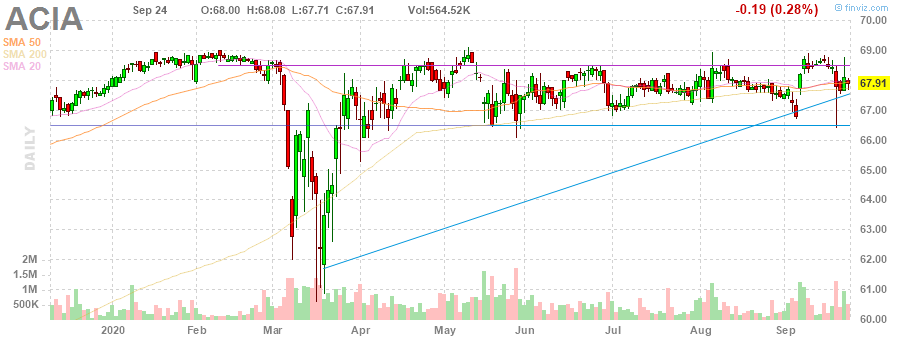 ACIA
Sep 24 O:68.00 H:68.08 L:67.71 C:67.91 Vol:564.52K -0.19 (0.28%) © finviz.com
SMA 50
SMA 200
SMA 20
DAILY
70.00
69.00
67.91
67.00
66.00
65.00
64.00
63.00
62.00
61.00
60.00
2M
1.5M
1M
500K
2020 Feb Mar Apr May Jun Jul Aug Sep